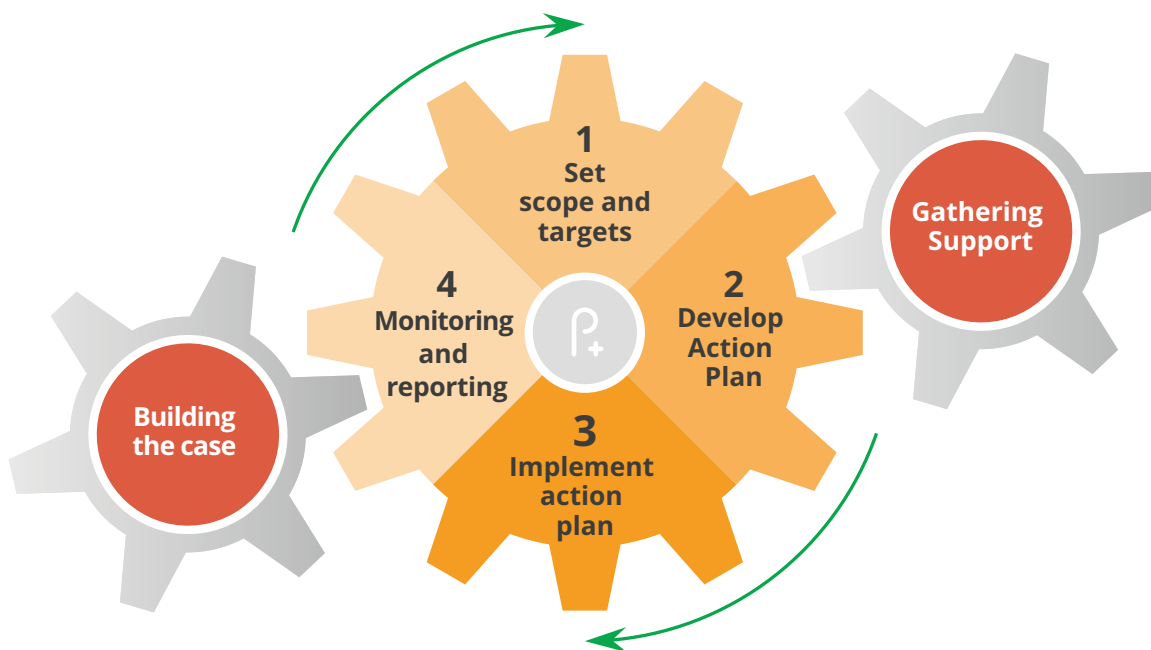 1
Set
scope and
targets
2
Develop
Action
Plan
3
Implement
action
plan
4
Monitoring
and
reporting
Building
the case
Gathering
Support